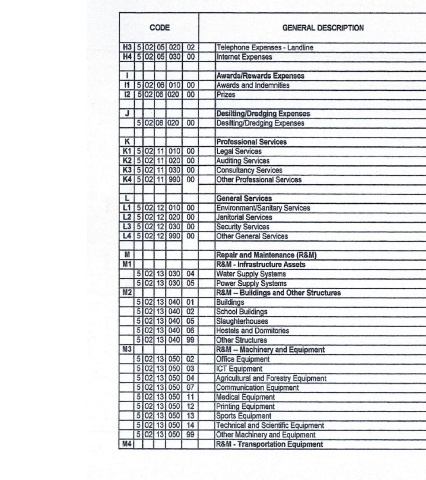 CODE GENERAL DESCRIPTION
H3 5 02 05 020 02 Telephone Expenses - Landline
H4 5 02 05 030 00 Internet Expenses
I Awards/Rewards Expenses
I1 5 02 06 010 00 Awards and Indemnities
I2 5 02 06 020 00 Prizes
J Desilting/Dredging Expenses
5 02 08 020 00 Desilting/Dredging Expenses
K Professional Services
K1 5 02 11 010 00 Legal Services
K2 5 02 11 020 00 Auditing Services
K3 5 02 11 030 00 Consultancy Services
K4 5 02 11 990 00 Other Professional Services
L General Services
L1 5 02 12 010 00 Environment/Sanitary Services
L2 5 02 12 020 00 Janitorial Services
L3 5 02 12 030 00 Security Services
L4 5 02 12 990 00 Other General Services
M Repair and Maintenance (R&M)
M1 R&M - Infrastructure Assets
5 02 13 030 04 Water Supply Systems
5 02 13 030 05 Power Supply Systems
M2 R&M – Buildings and Other Structures
5 02 13 040 01 Buildings
5 02 13 040 02 School Buildings
5 02 13 040 05 Slaughterhouses
5 02 13 040 06 Hostels and Dormitories
5 02 13 040 99 Other Structures
M3 R&M – Machinery and Equipment
5 02 13 050 02 Office Equipment
5 02 13 050 03 ICT Equipment
5 02 13 050 04 Agricultural and Forestry Equipment
5 02 13 050 07 Communication Equipment
5 02 13 050 11 Medical Equipment
5 02 13 050 12 Printing Equipment
5 02 13 050 13 Sports Equipment
5 02 13 050 14 Technical and Scientific Equipment
5 02 13 050 99 Other Machinery and Equipment
M4 R&M - Transportation Equipment